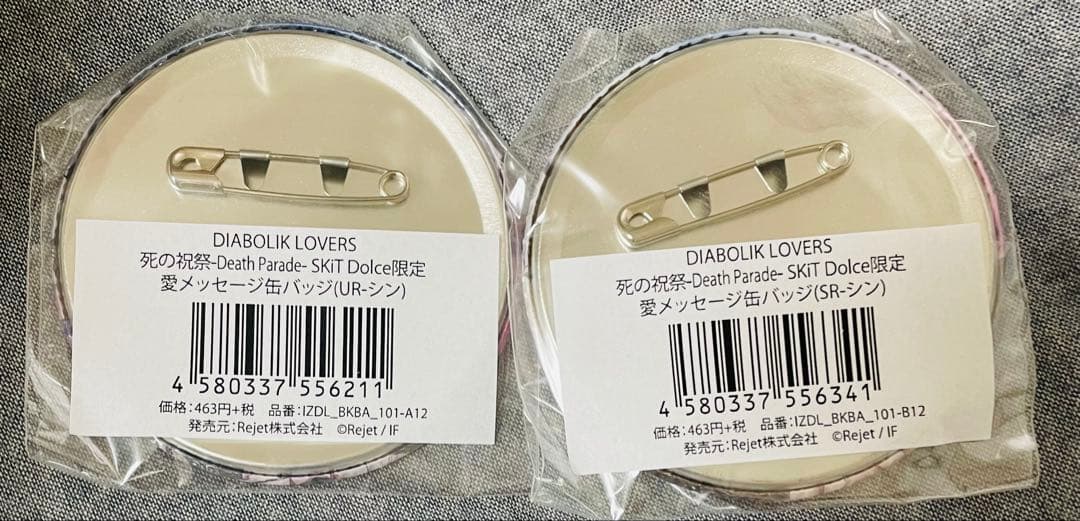 DIABOLIK LOVERS
死の祝祭-Death Parade- SKiT Dolce限定
愛メッセージ缶バッジ(UR-シン)
4 580337 556211
価格:463円+税 品番:IZDL_BKBA_101-A12
発売元:Rejet株式会社 ©Rejet / IF
DIABOLIK LOVERS
死の祝祭-Death Parade- SKiT Dolce限定
愛メッセージ缶バッジ(SR-シン)
4 580337 556341
価格:463円+税 品番:IZDL_BKBA_101-B12
発売元:Rejet株式会社 ©Rejet / IF